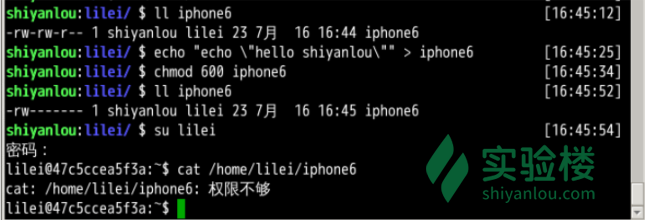 shiyanlou:lilei/ $ ll iphone6 [16:45:12]
-rw-rw-r-- 1 shiyanlou lilei 23 7月 16 16:44 iphone6
shiyanlou:lilei/ $ echo "echo \"hello shiyanlou\"" > iphone6 [16:45:25]
shiyanlou:lilei/ $ chmod 600 iphone6 [16:45:34]
shiyanlou:lilei/ $ ll iphone6 [16:45:52]
-rw------- 1 shiyanlou lilei 23 7月 16 16:45 iphone6
shiyanlou:lilei/ $ su lilei [16:45:54]
密码：
lilei@47c5ccea5f3a:~$ cat /home/lilei/iphone6
cat: /home/lilei/iphone6: 权限不够
lilei@47c5ccea5f3a:~$
实验楼
shiyanlou.com